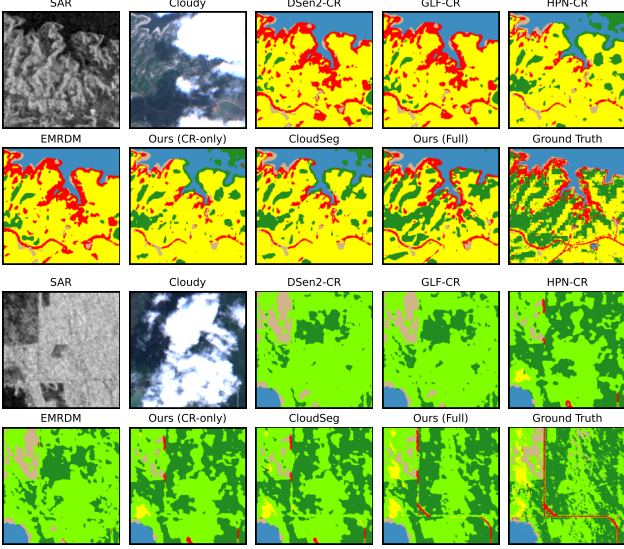 SAR
Cloudy
DSen2-CR
GLF-CR
HPN-CR
EMRDM
Ours (CR-only)
CloudSeg
Ours (Full)
Ground Truth
SAR
Cloudy
DSen2-CR
GLF-CR
HPN-CR
EMRDM
Ours (CR-only)
CloudSeg
Ours (Full)
Ground Truth